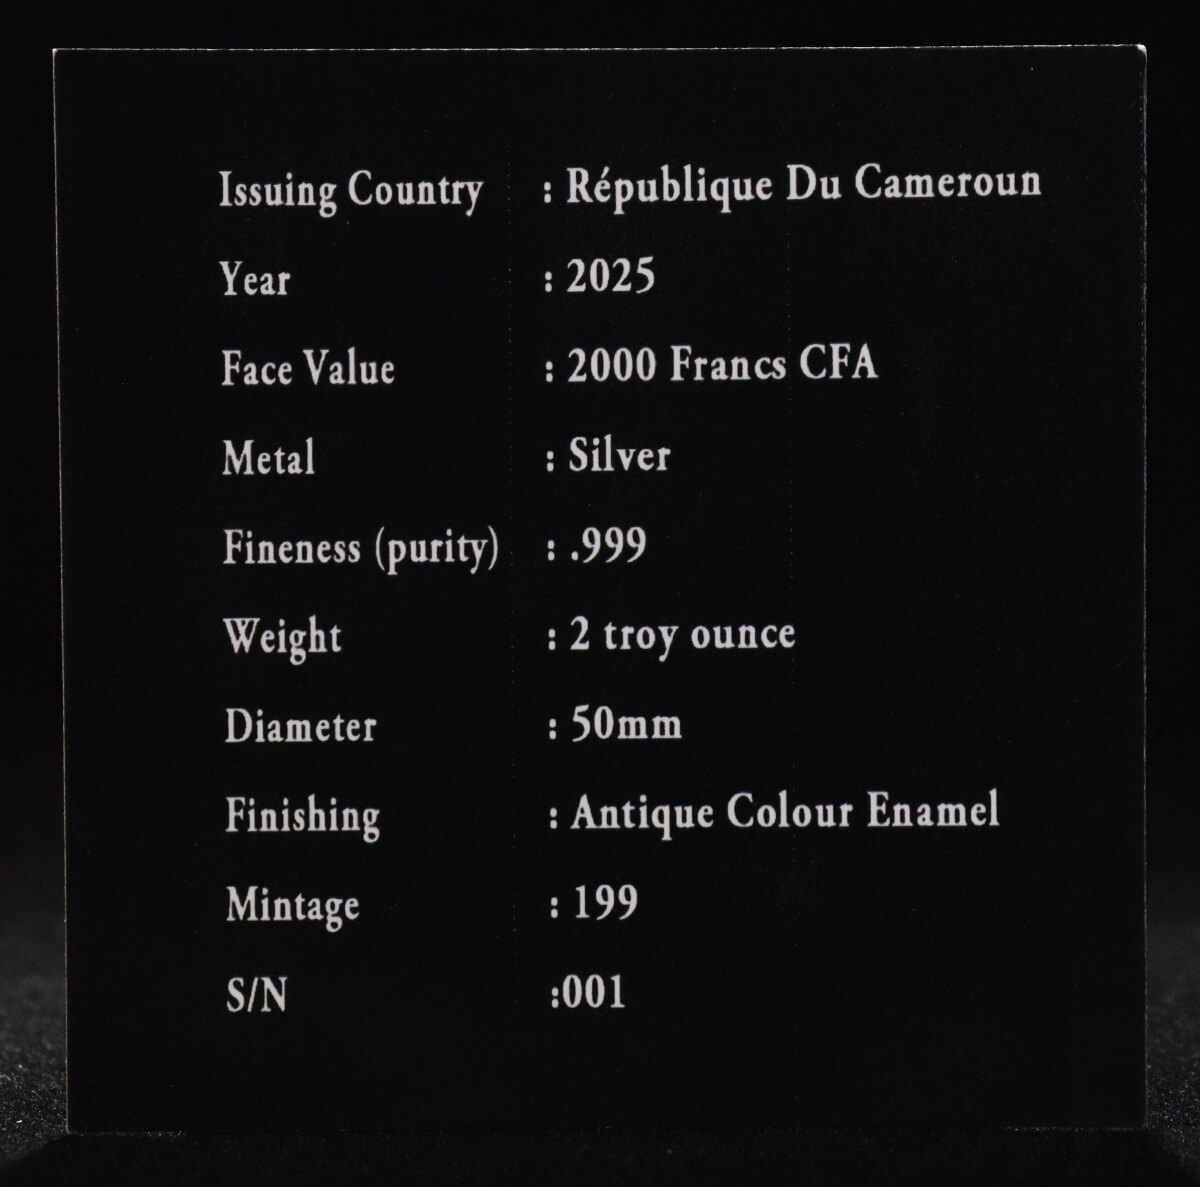 Issuing Country : République Du Cameroun
Year : 2025
Face Value : 2000 Francs CFA
Metal : Silver
Fineness (purity) : .999
Weight : 2 troy ounce
Diameter : 50mm
Finishing : Antique Colour Enamel
Mintage : 199
S/N :001